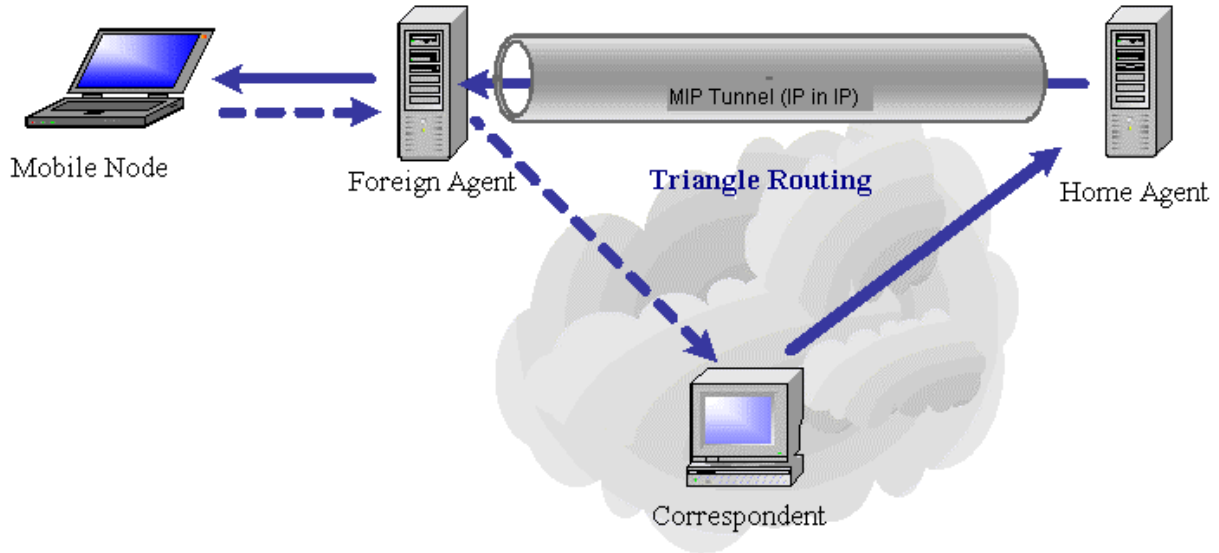 MIP Tunnel (IP in IP)
Mobile Node
Foreign Agent
Triangle Routing
Home Agent
Correspondent